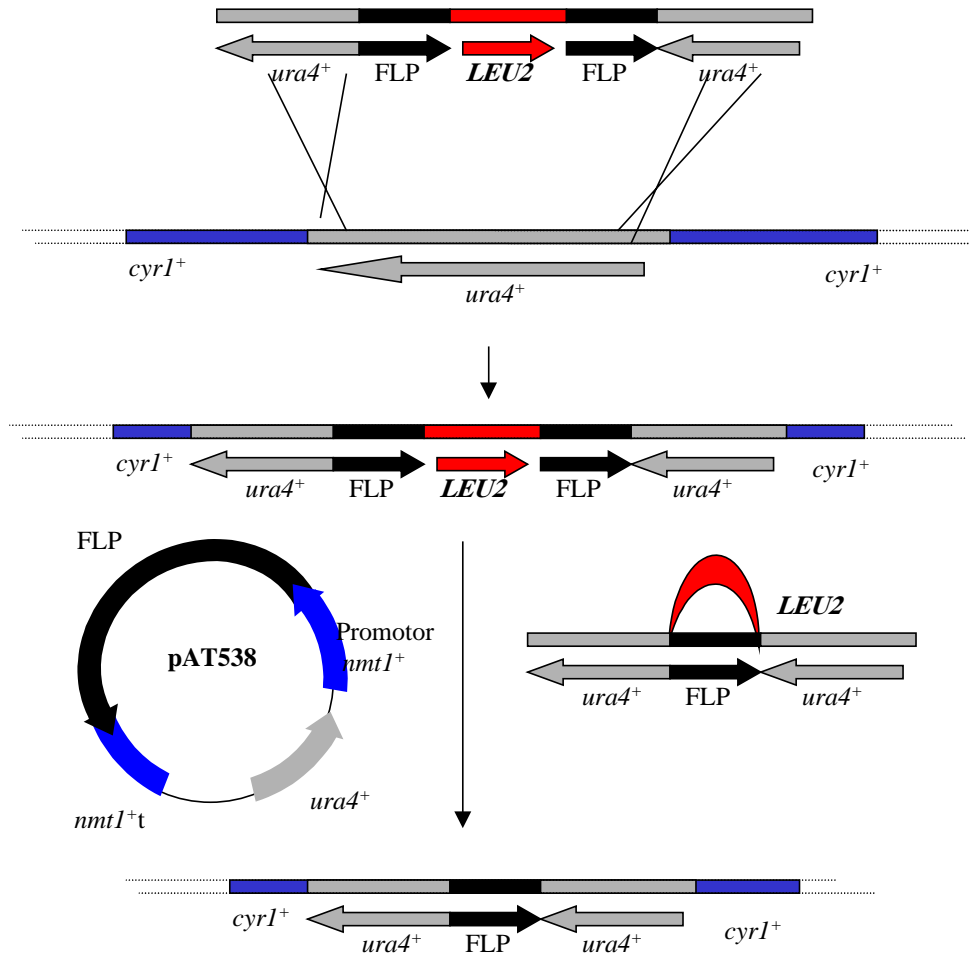 ura4+ FLP LEU2 FLP ura4+
cyr1+ cyr1+
ura4+
cyr1+ ura4+ FLP LEU2 FLP ura4+ cyr1+
FLP
Promotor
nmt1+
pAT538
ura4+
nmt1+t
LEU2
ura4+ FLP ura4+
cyr1+ ura4+ FLP ura4+ cyr1+